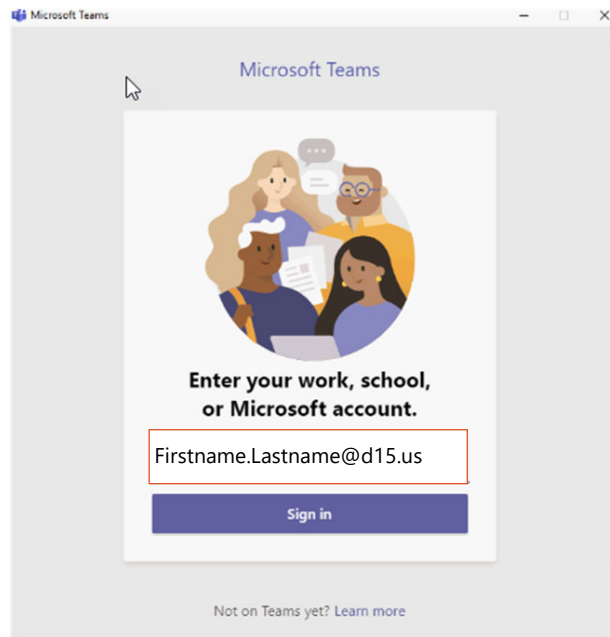 Microsoft Teams
Microsoft Teams
Enter your work, school,
or Microsoft account.
Firstname.Lastname@d15.us
Sign in
Not on Teams yet? Learn more